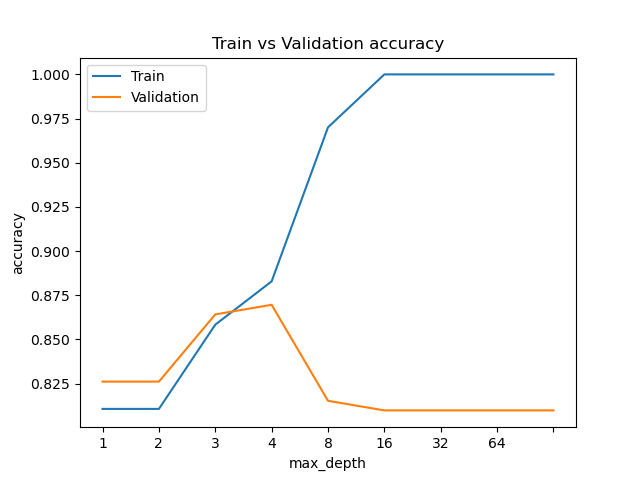 Train vs Validation accuracy
Train
Validation
1.000
0.975
0.950
0.925
0.900
0.875
0.850
0.825
accuracy
1 2 3 4 8 16 32 64
max_depth